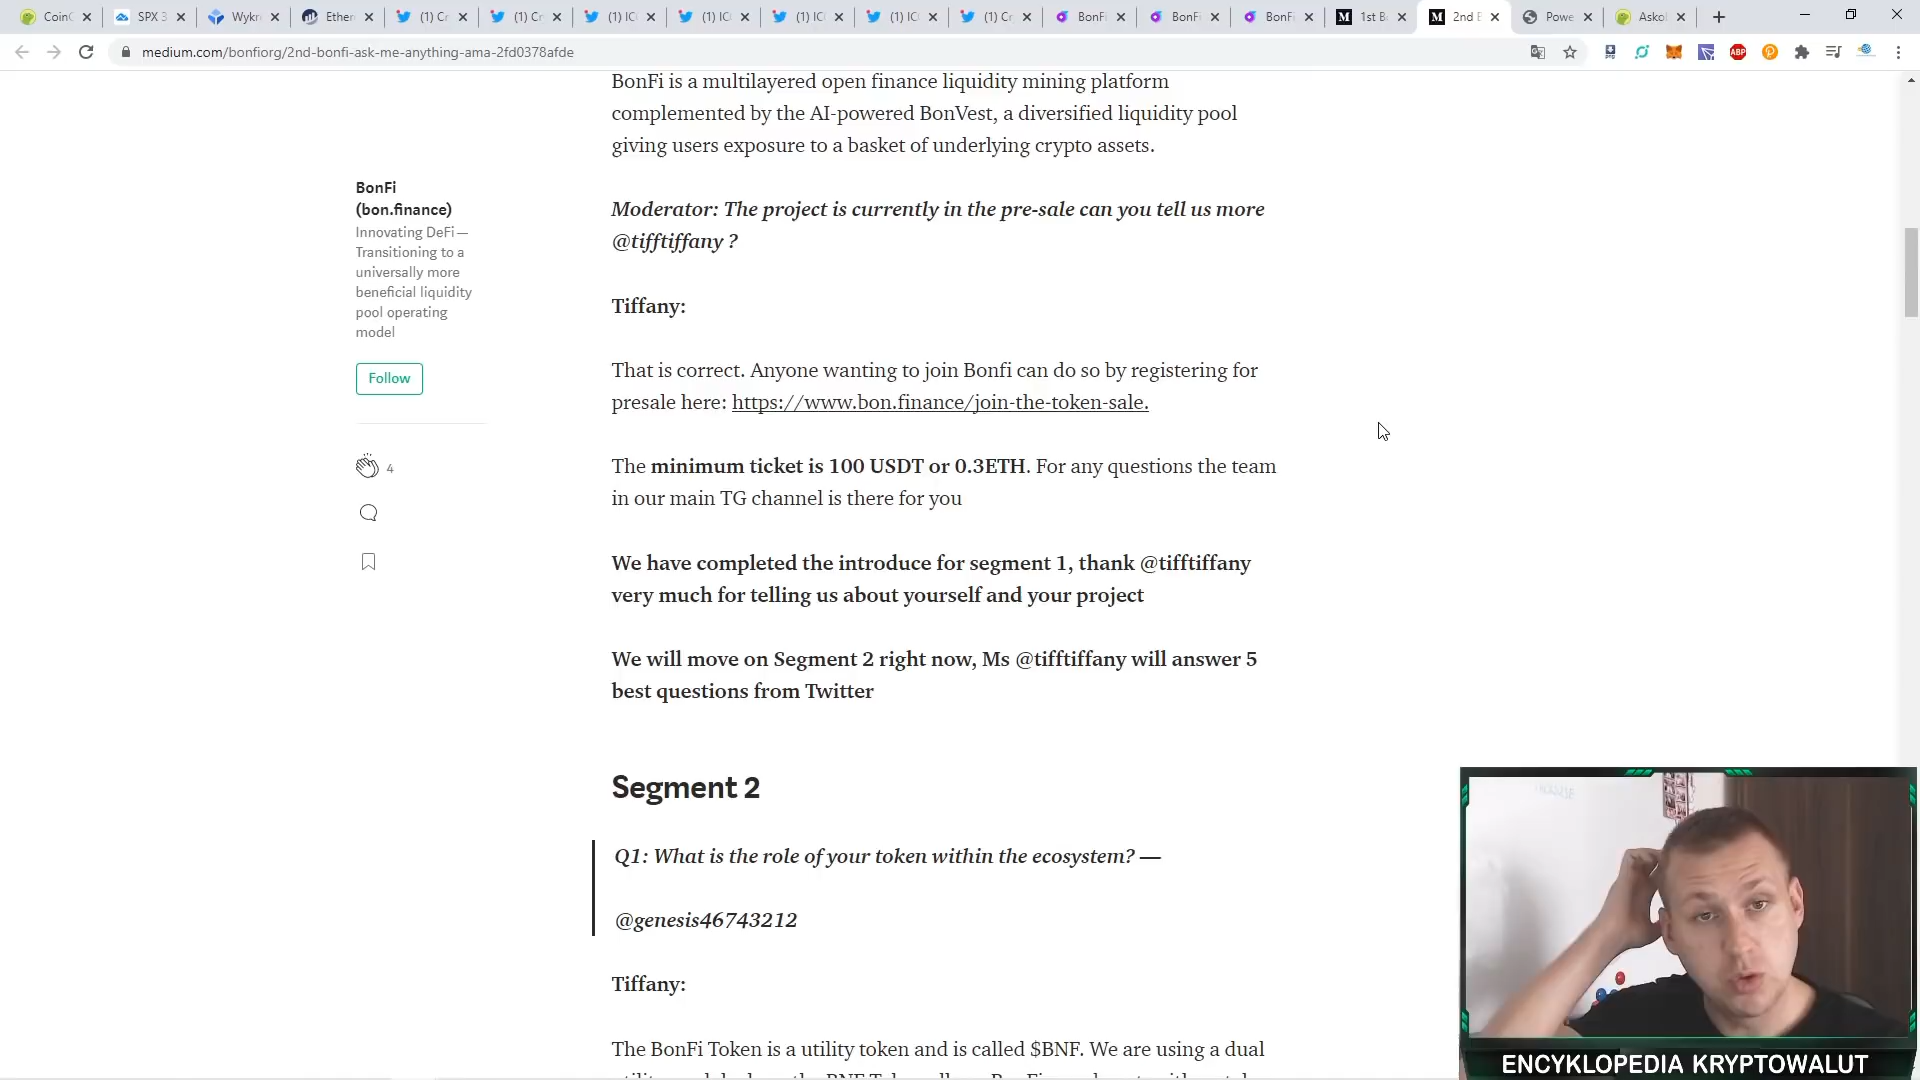 CoinG
SPX 3
Wykr
Ether
(1) Cr
(1) Cr
(1) IC
(1) IC
(1) IC
(1) IC
(1) Cr
BonFi
BonFi
BonFi
1st B
2nd B
Powe
Asko
medium.com/bonfiorg/2nd-bonfi-ask-me-anything-ama-2fd0378afde
ABP
BonFi is a multilayered open finance liquidity mining platform
complemented by the AI-powered BonVest, a diversified liquidity pool
giving users exposure to a basket of underlying crypto assets.
BonFi
(bon.finance)
Innovating DeFi —
Transitioning to a
universally more
beneficial liquidity
pool operating
model
Follow
4
Moderator: The project is currently in the pre-sale can you tell us more
@tifftiffany ?
Tiffany:
That is correct. Anyone wanting to join Bonfi can do so by registering for
presale here: https://www.bon.finance/join-the-token-sale.
The minimum ticket is 100 USDT or 0.3ETH. For any questions the team
in our main TG channel is there for you
We have completed the introduce for segment 1, thank @tifftiffany
very much for telling us about yourself and your project
We will move on Segment 2 right now, Ms @tifftiffany will answer 5
best questions from Twitter
Segment 2
Q1: What is the role of your token within the ecosystem? —
@genesis46743212
Tiffany:
The BonFi Token is a utility token and is called $BNF. We are using a dual
ENCYKLOPEDIA KRYPTOWALUT